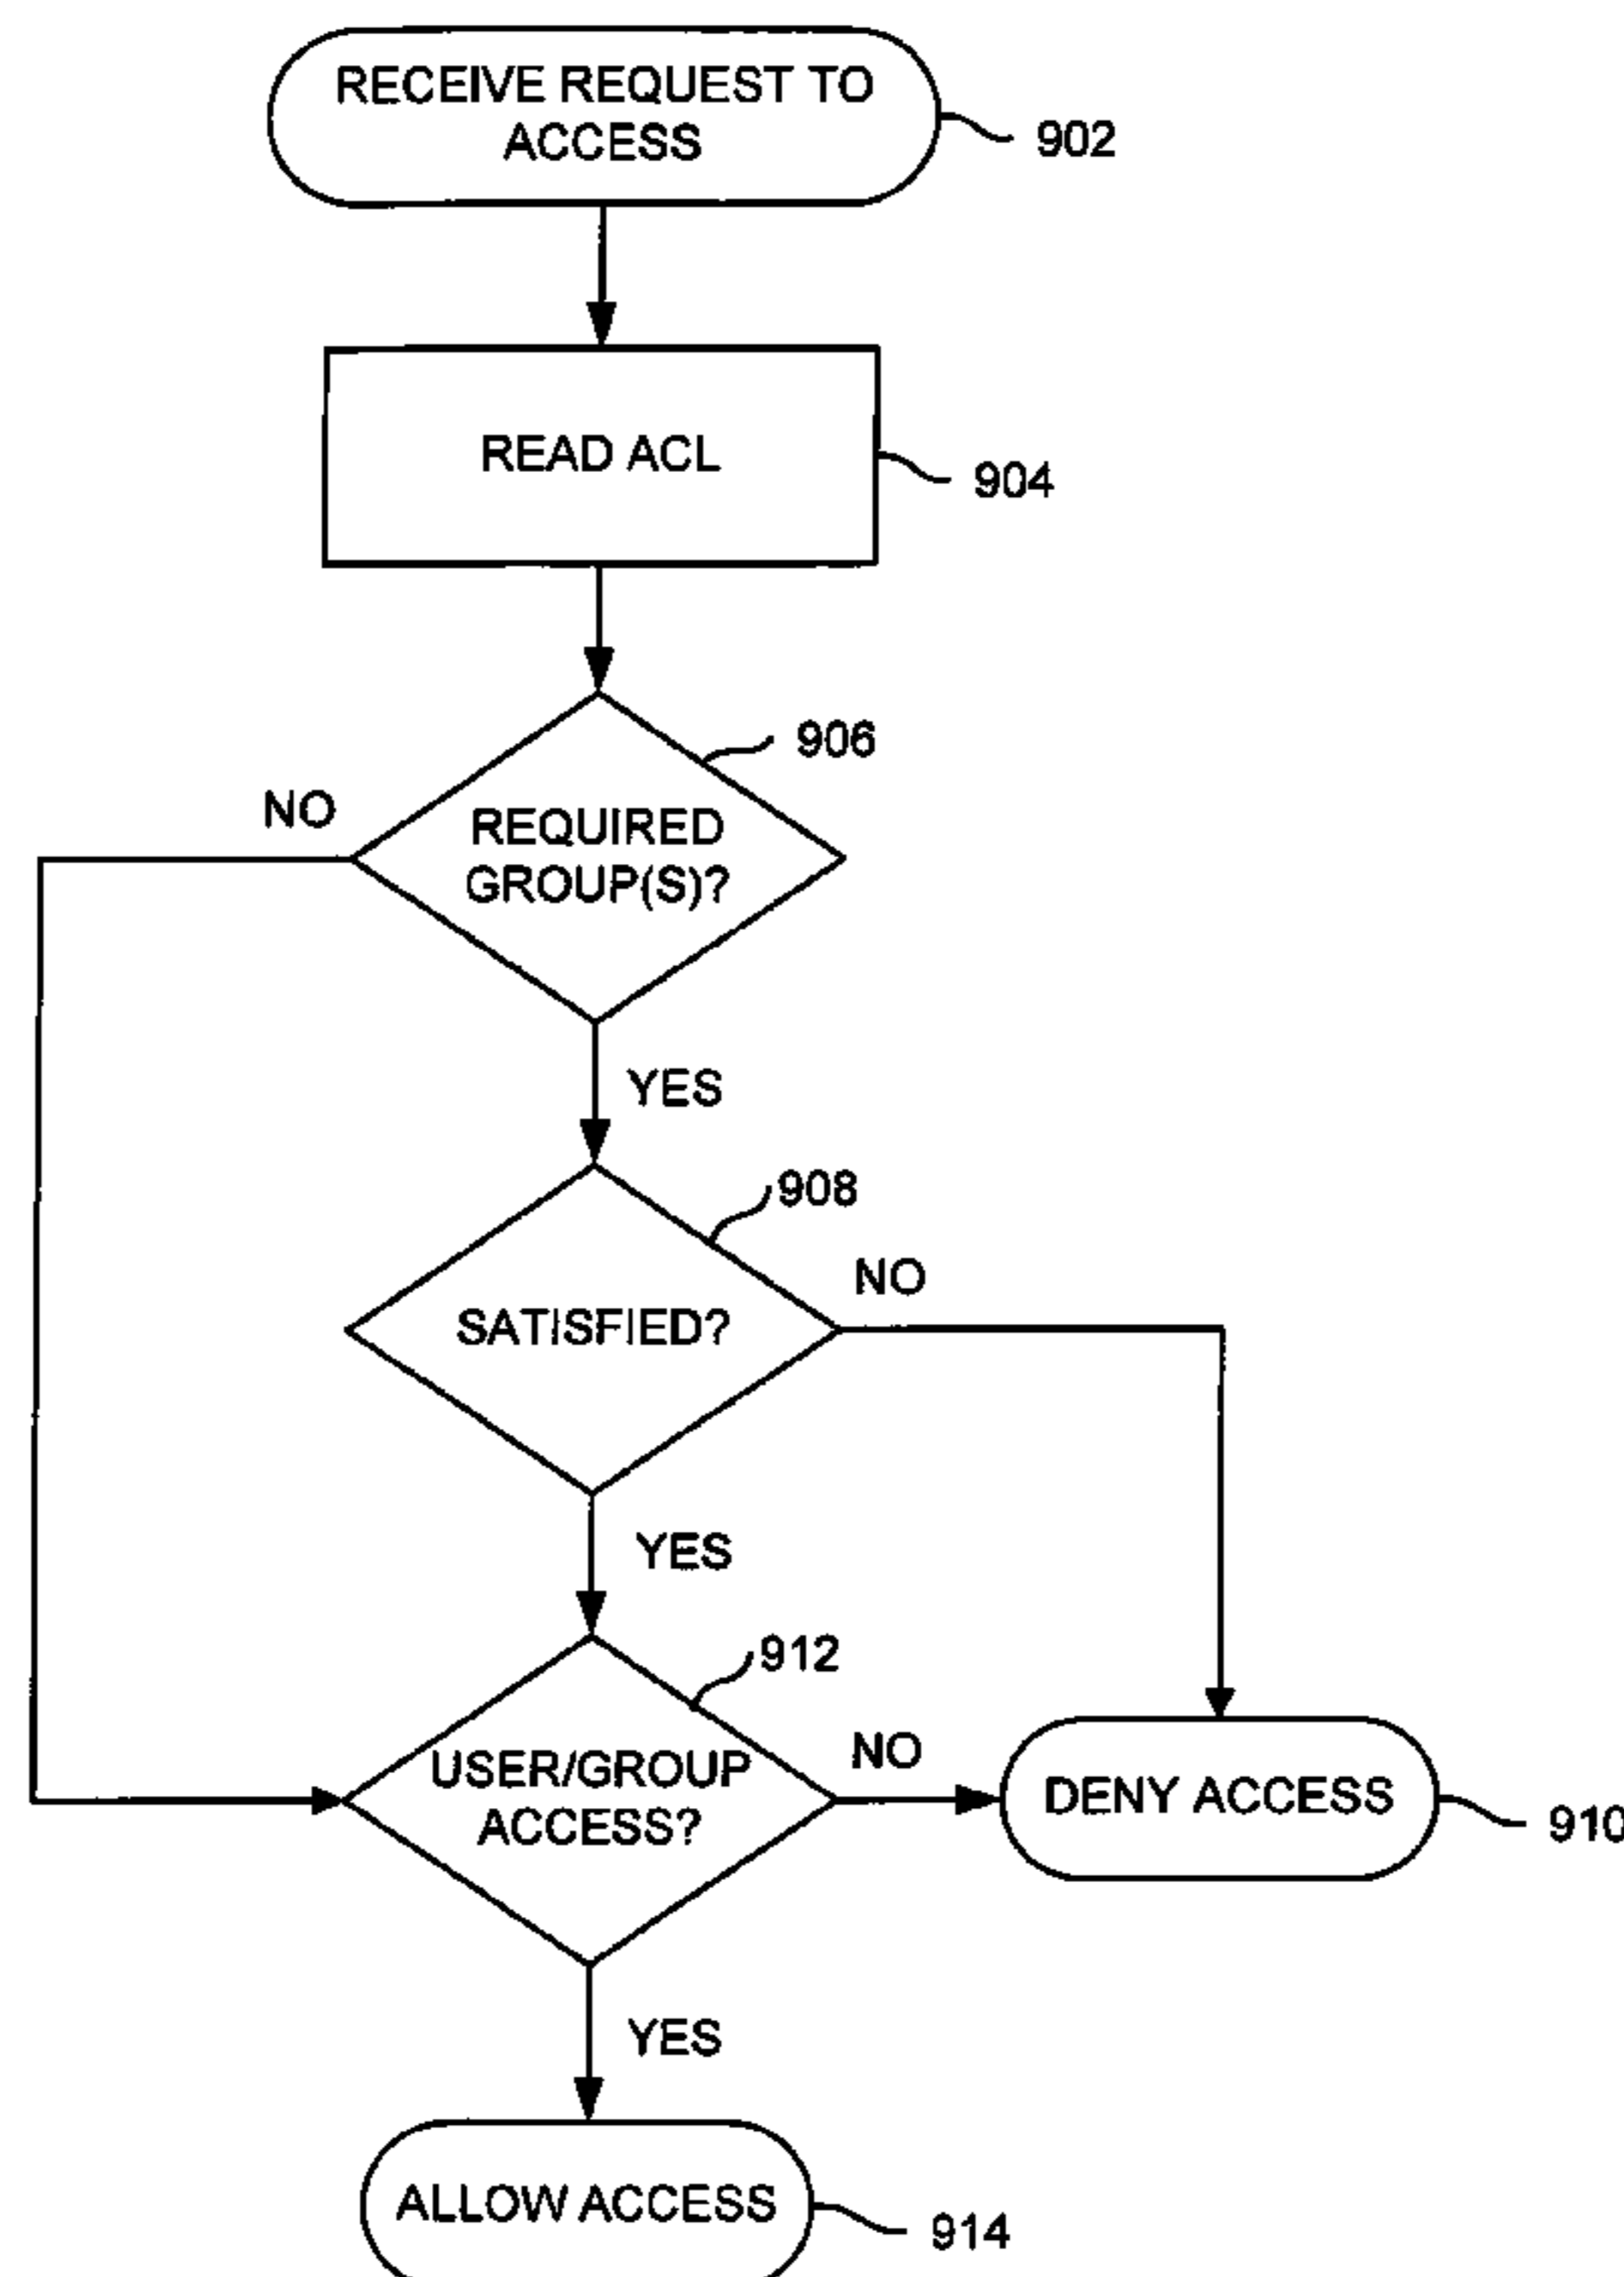 RECEIVE REQUEST TO
ACCESS
902
READ ACL
904
906
NO
REQUIRED
GROUP(S)?
YES
908
NO
SATISFIED?
YES
912
NO
USER/GROUP
ACCESS?
DENY ACCESS
910
YES
ALLOW ACCESS
914